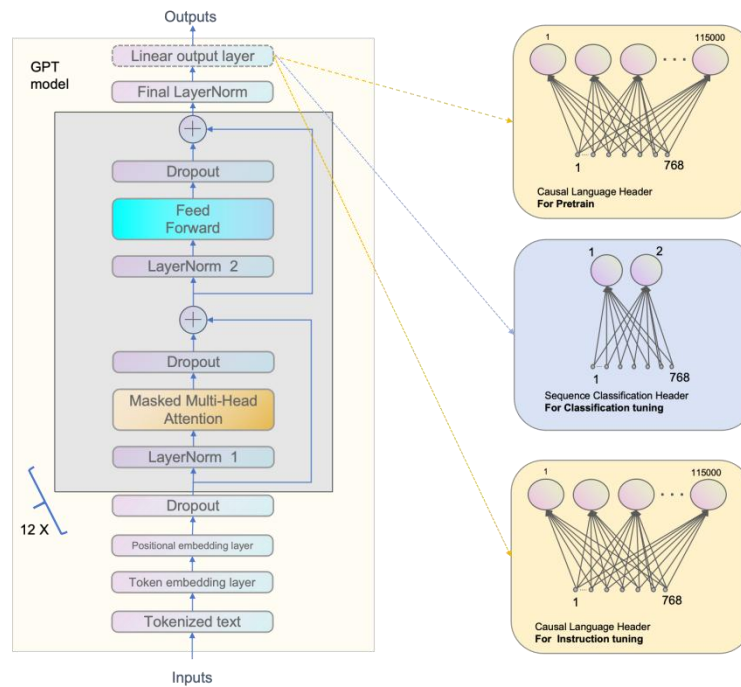 Outputs
GPT
model
Linear output layer
Final LayerNorm
Dropout
Feed
Forward
LayerNorm 2
Dropout
Masked Multi-Head
Attention
LayerNorm 1
12 X
Dropout
Positional embedding layer
Token embedding layer
Tokenized text
Inputs
1 115000
1 768
Causal Language Header
For Pretrain
1 2
1 768
Sequence Classification Header
For Classification tuning
1 115000
1 768
Causal Language Header
For Instruction tuning